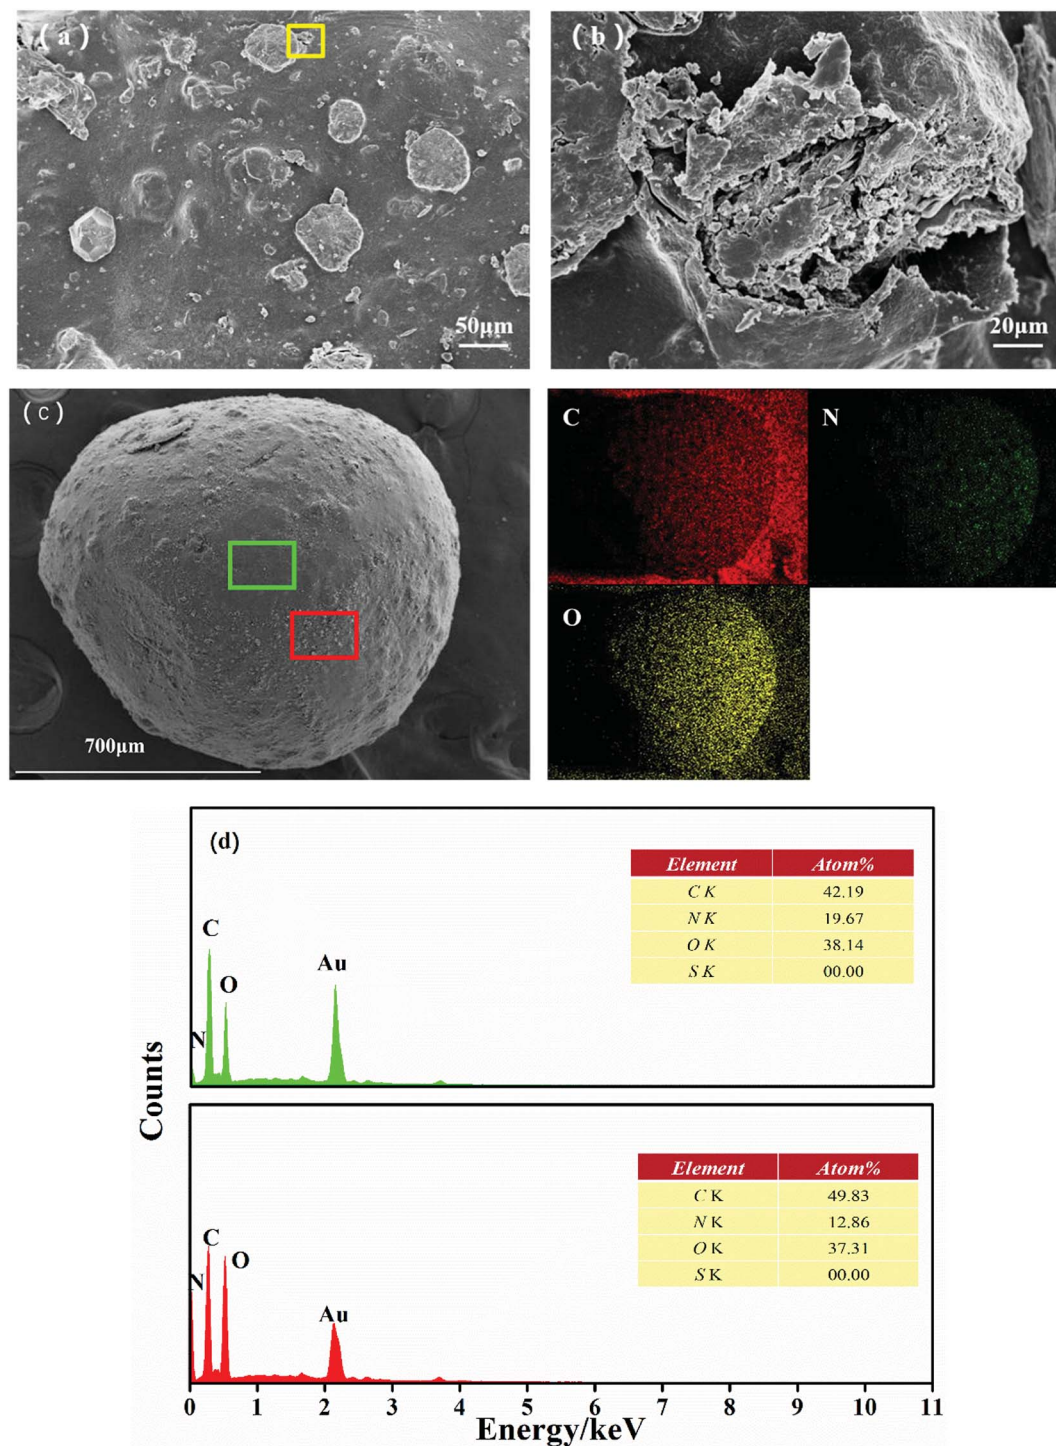 (a)
50μm
(b)
20μm
(c)
700μm
C
N
O
(d)
C
N
O
Au
Element Atom%
C K 42.19
N K 19.67
O K 38.14
S K 00.00
Counts
C
N
O
Au
Element Atom%
C K 49.83
N K 12.86
O K 37.31
S K 00.00
0 1 2 3 4 5 6 7 8 9 10 11
Energy/keV